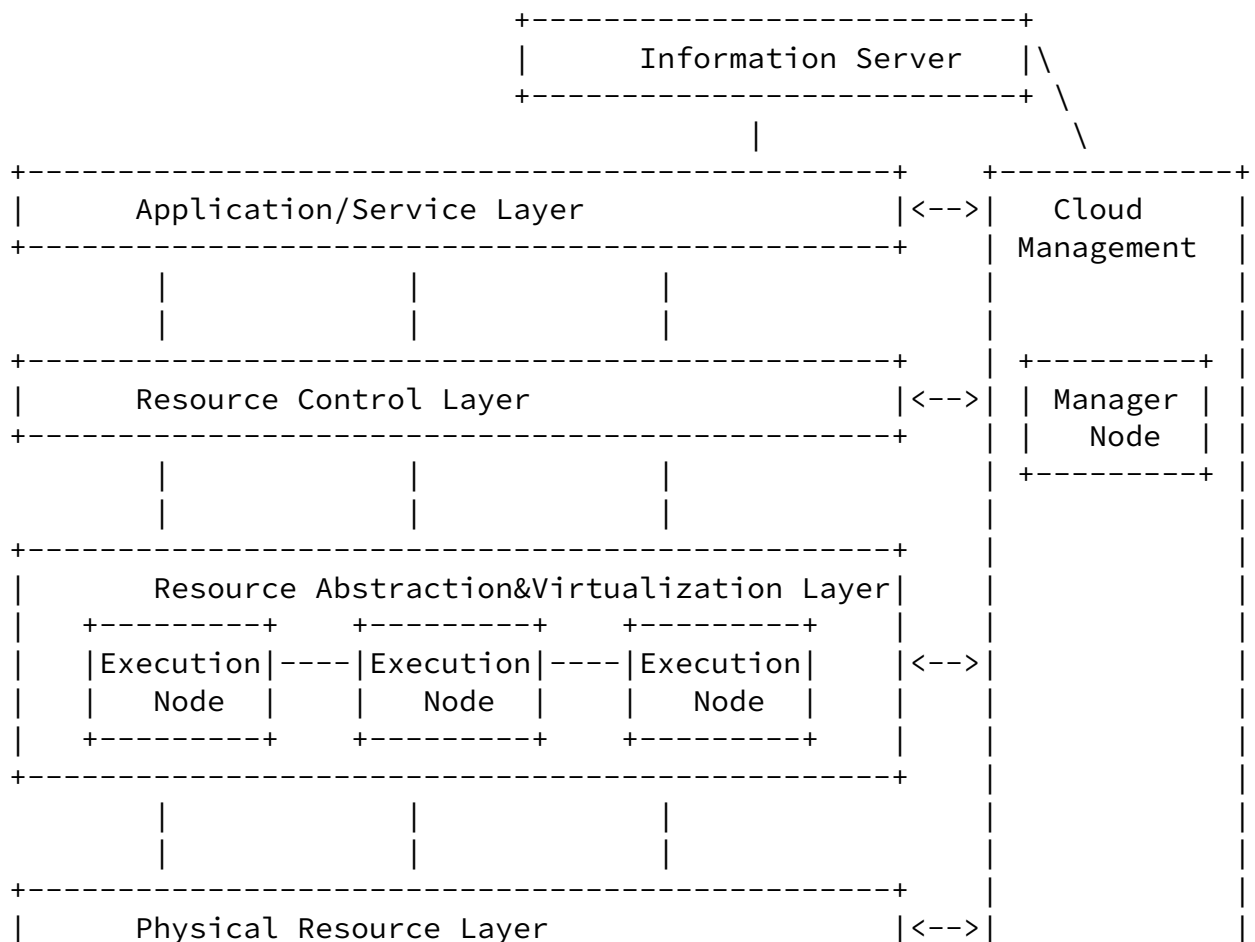 Information Server
Application/Service Layer <--> Cloud
Management
Resource Control Layer <--> Manager
Node
Resource Abstraction&Virtualization Layer
Execution ---- Execution ---- Execution <-->
Node Node Node
Physical Resource Layer <-->